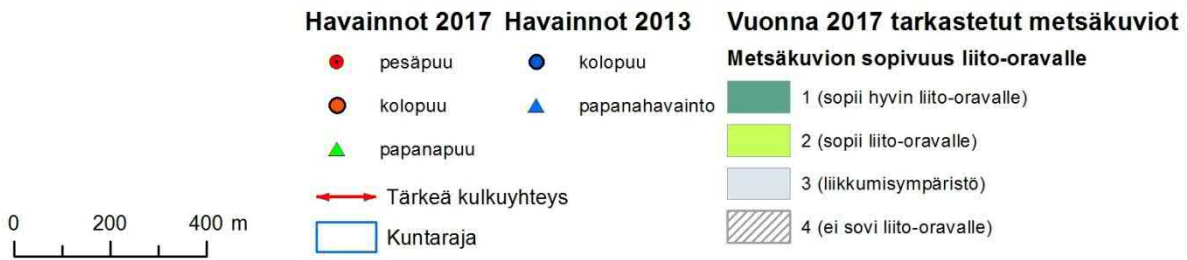 Havainnot 2017
pesäpuu
kolopuu
papanapuu
Tärkeä kulkuyhteys
Kuntaraja
Havainnot 2013
kolopuu
papanahavainto
Vuonna 2017 tarkastetut metsäkuviot
Metsäkuvion sopivuus liito-oravalle
1 (sopii hyvin liito-oravalle)
2 (sopii liito-oravalle)
3 (liikkumisympäristö)
4 (ei sovi liito-oravalle)
0 200 400 m